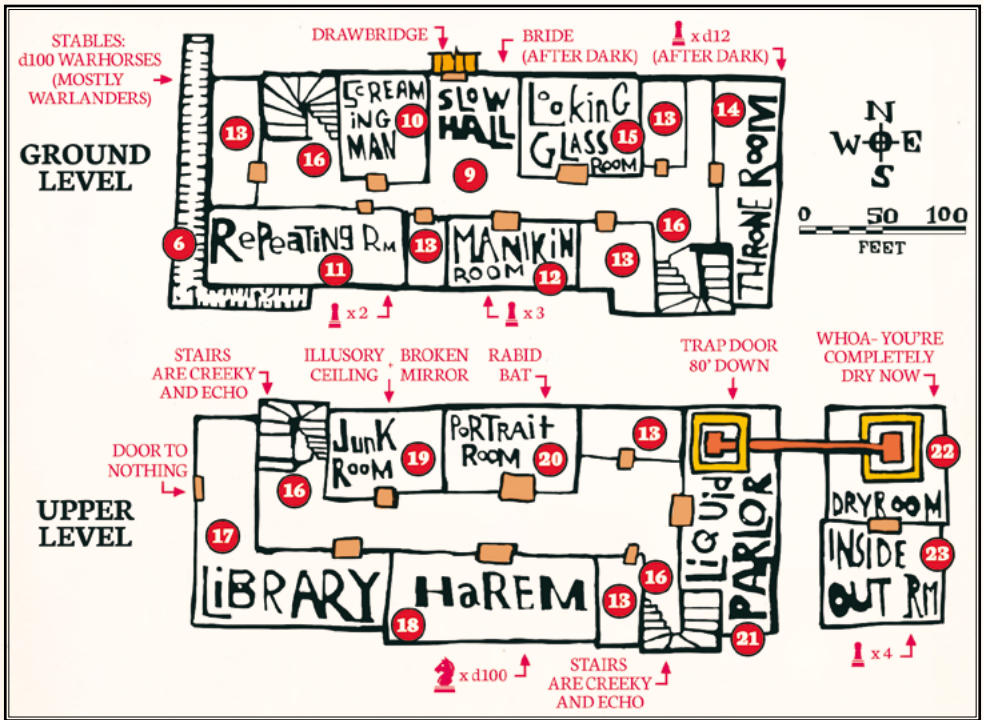 STABLES:
d100 WARHORSES
(MOSTLY
WARLANDERS)
DRAWBRIDGE
BRIDE
(AFTER DARK)
x d12
(AFTER DARK)
GROUND
LEVEL
13
16
SCREAM
iNG
MAN
10
SLOW
HALL
9
LooKinG
GLASS
ROOM
15
13
14
THRONE ROOM
N
W E
S
0 50 100
FEET
6
REPEATING RM
11
13
MANIKiN
ROOM
12
13
16
x 2
x 3
STAIRS
ARE CREEKY
AND ECHO
ILLUSORY
CEILING
BROKEN
MIRROR
RABID
BAT
TRAP DOOR
80' DOWN
WHOA- YOU'RE
COMPLETELY
DRY NOW
DOOR TO
NOTHING
UPPER
LEVEL
16
JunK
ROOM
19
PoRTRAiT
ROOM
20
13
22
DRYROOM
17
LiBRARY
18
HaREM
13
16
LiQUid
PARLOR
21
INSIDE
OUT RM
23
x d100
STAIRS
ARE CREEKY
AND ECHO
x 4